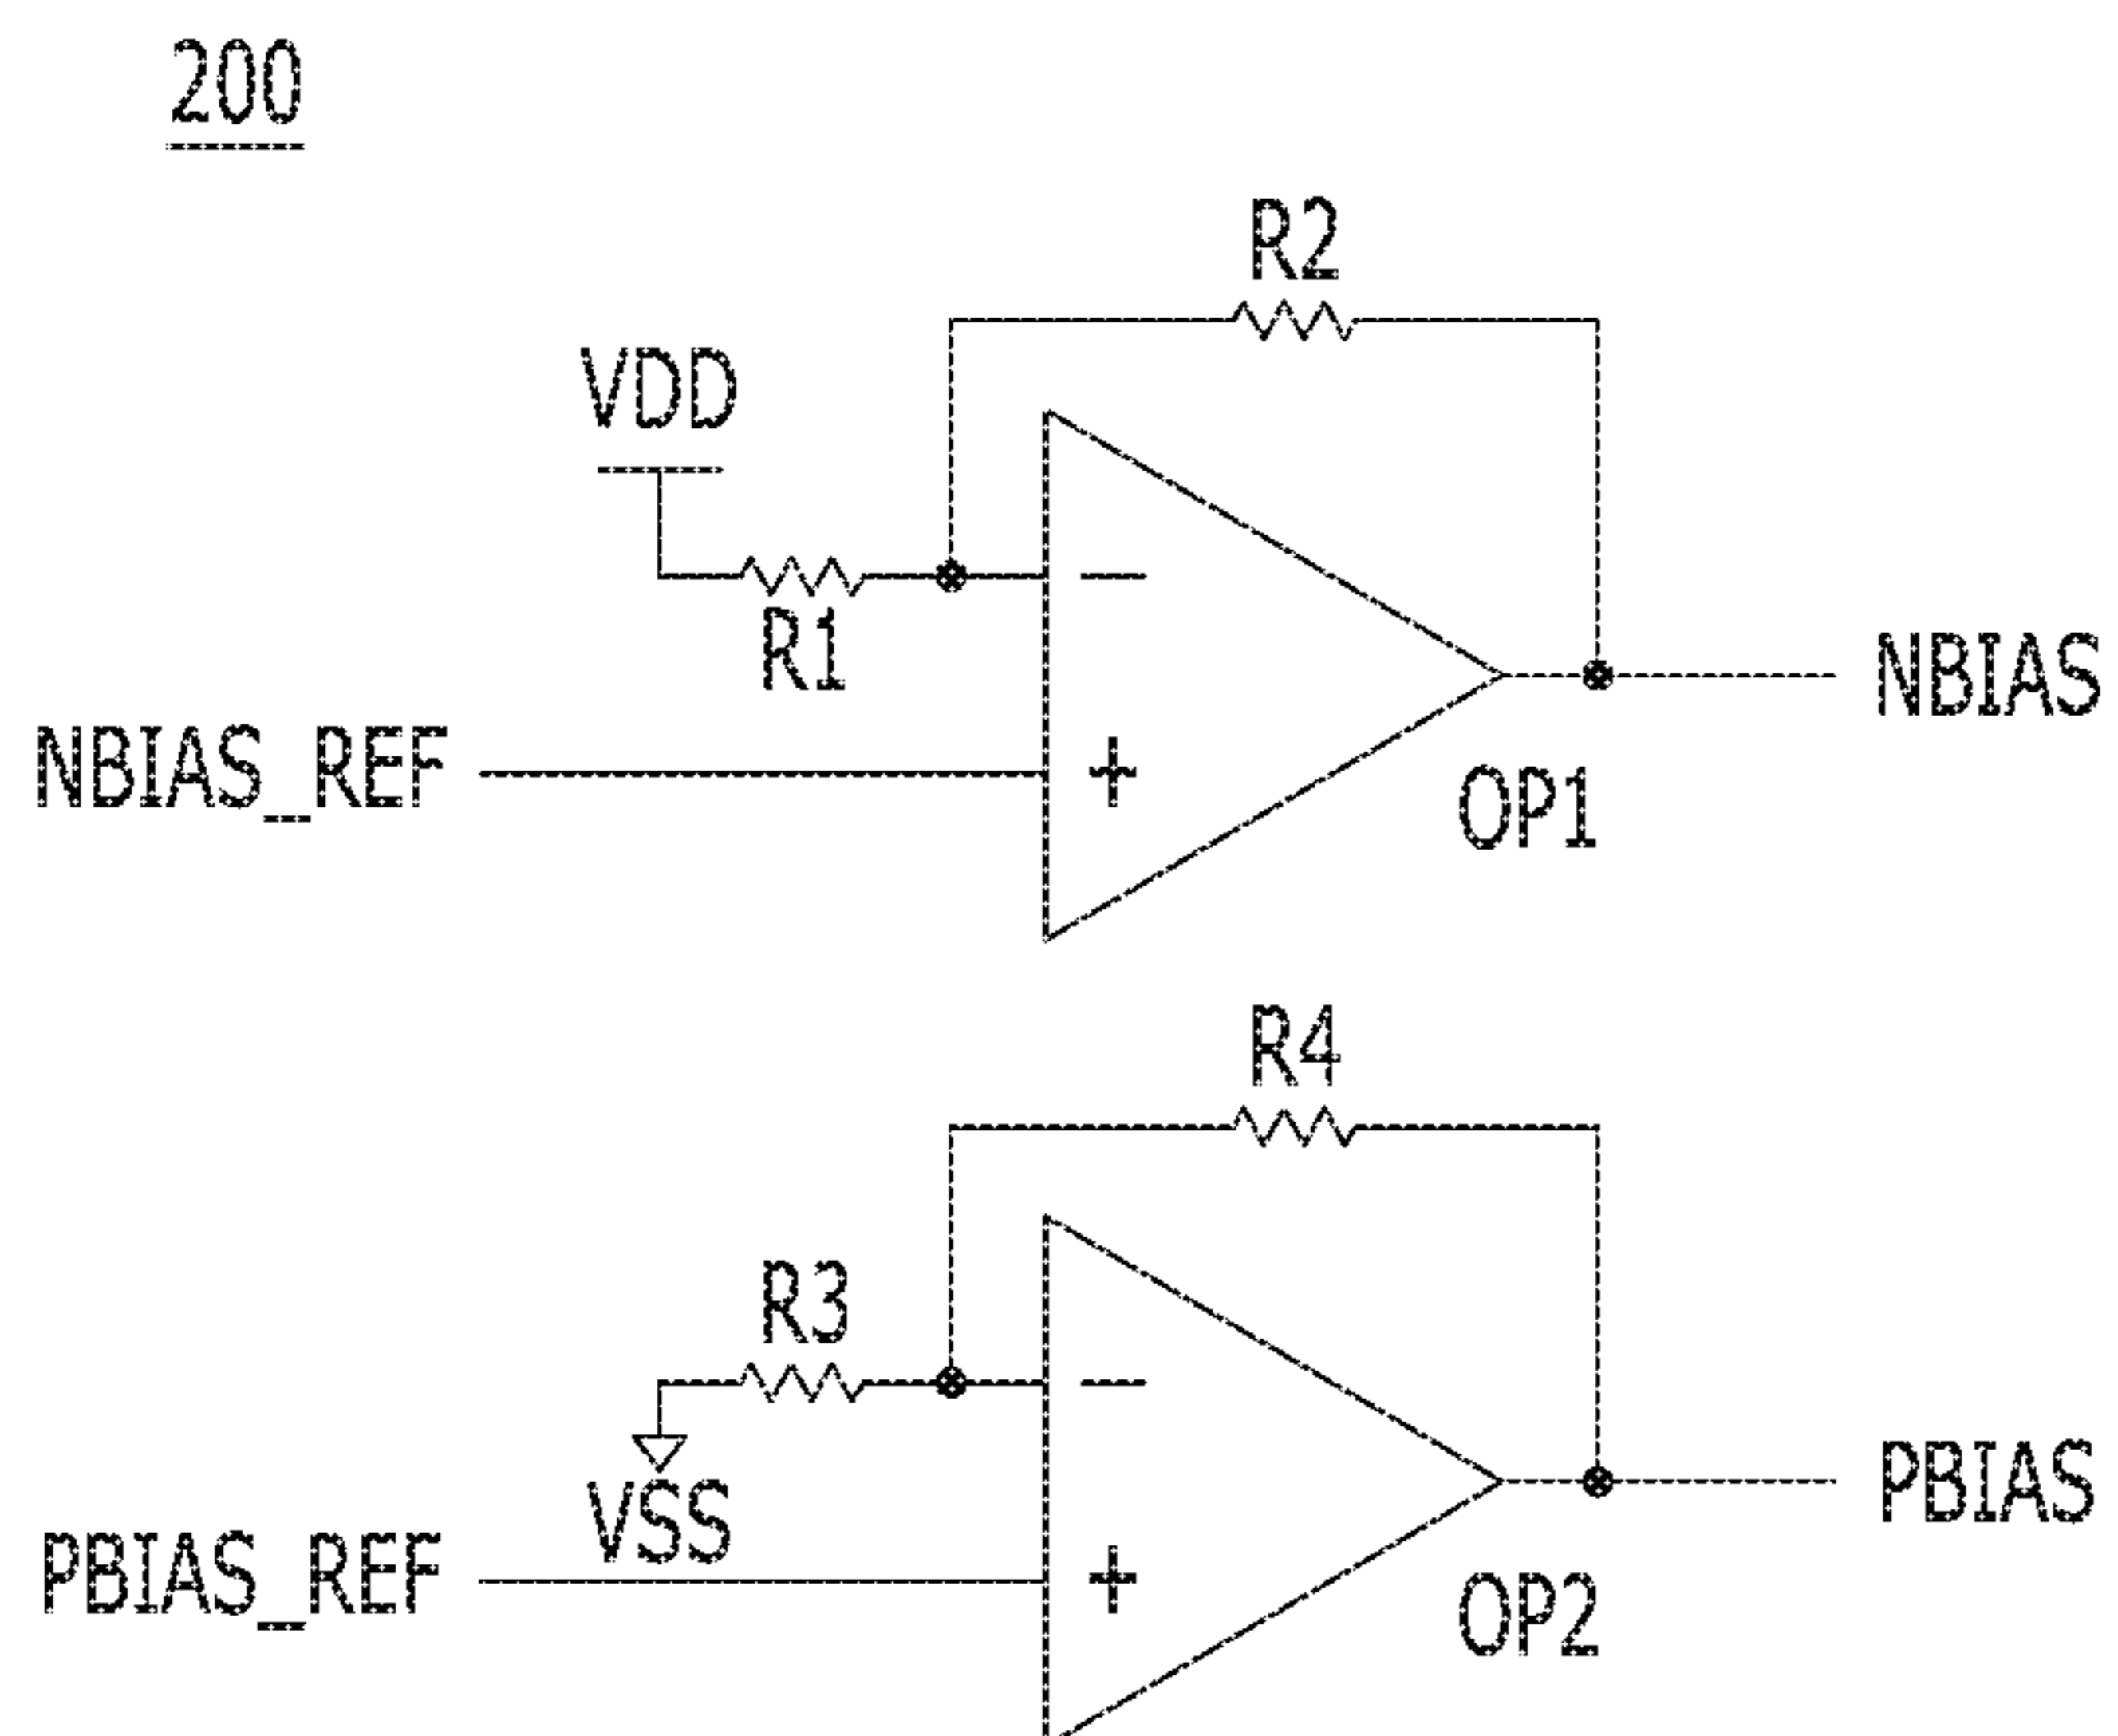 200
R2
VDD
−
R1
NBIAS
NBIAS_REF
+
OP1
R4
R3
−
PBIAS
VSS
PBIAS_REF
+
OP2